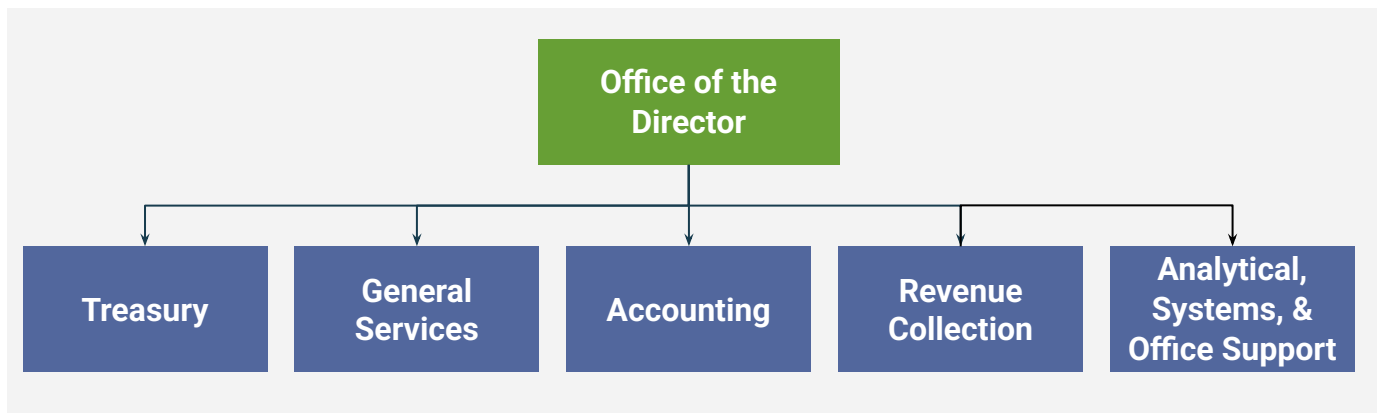 Office of the
Director
Treasury
General
Services
Accounting
Revenue
Collection
Analytical,
Systems, &
Office Support